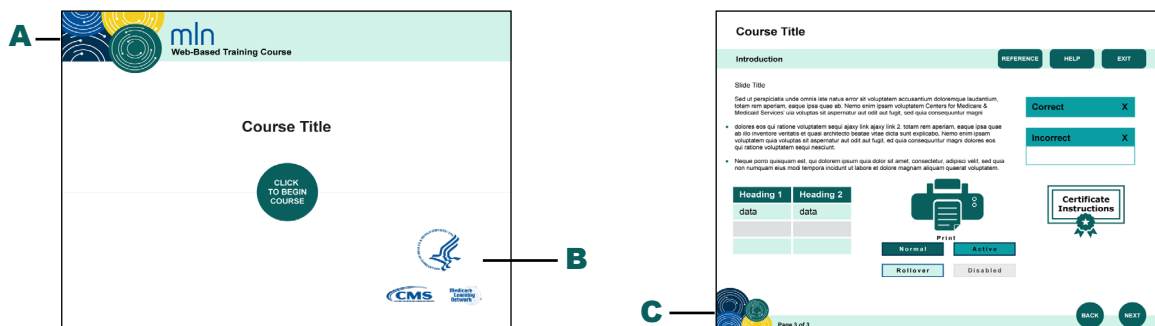 A
mln
Web-Based Training Course
Course Title
CLICK
TO BEGIN
COURSE
B
CMS
Medicare
Learning
Network
Course Title
Introduction
REFERENCE
HELP
EXIT
Slide Title
Sed ut perspiciatis unde omnis iste natus error sit voluptatem accusantium doloremque laudantium,
totam rem aperiam, eaque ipsa quae ab. Nemo enim ipsam voluptatem Centers for Medicare &
Medicaid Services' uia voluptas sit aspernatur aut odit aut fugit, sed quia consequuntur magni
• dolores eos qui ratione voluptatem sequi ajaxy link ajaxy link 2. totam rem aperiam, eaque ipsa quae
ab illo inventore veritatis et quasi architecto beatae vitae dicta sunt explicabo. Nemo enim ipsam
voluptatem quia voluptas sit aspernatur aut odit aut fugit, ed quia consequuntur magni dolores eos
qui ratione voluptatem sequi nesciunt.
• Neque porro quisquam est, qui dolorem ipsum quia dolor sit amet, consectetur, adipisci velit, sed quia
non numquam eius modi tempora incidunt ut labore et dolore magnam aliquam quaerat voluptatem.
Correct X
Incorrect X
Heading 1 Heading 2
data data
Print
Normal
Active
Rollover
Disabled
Certificate
Instructions
C
Page 3 of 3
BACK
NEXT